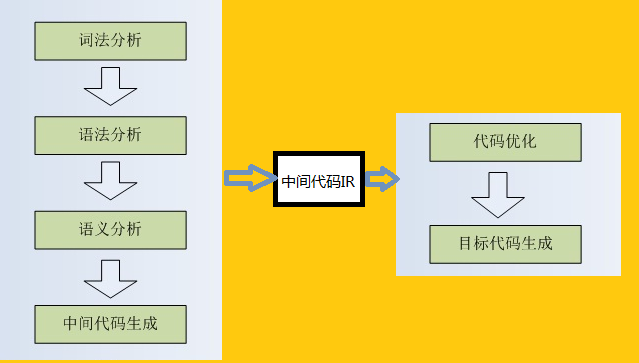 词法分析
语法分析
语义分析
中间代码生成
中间代码IR
代码优化
目标代码生成